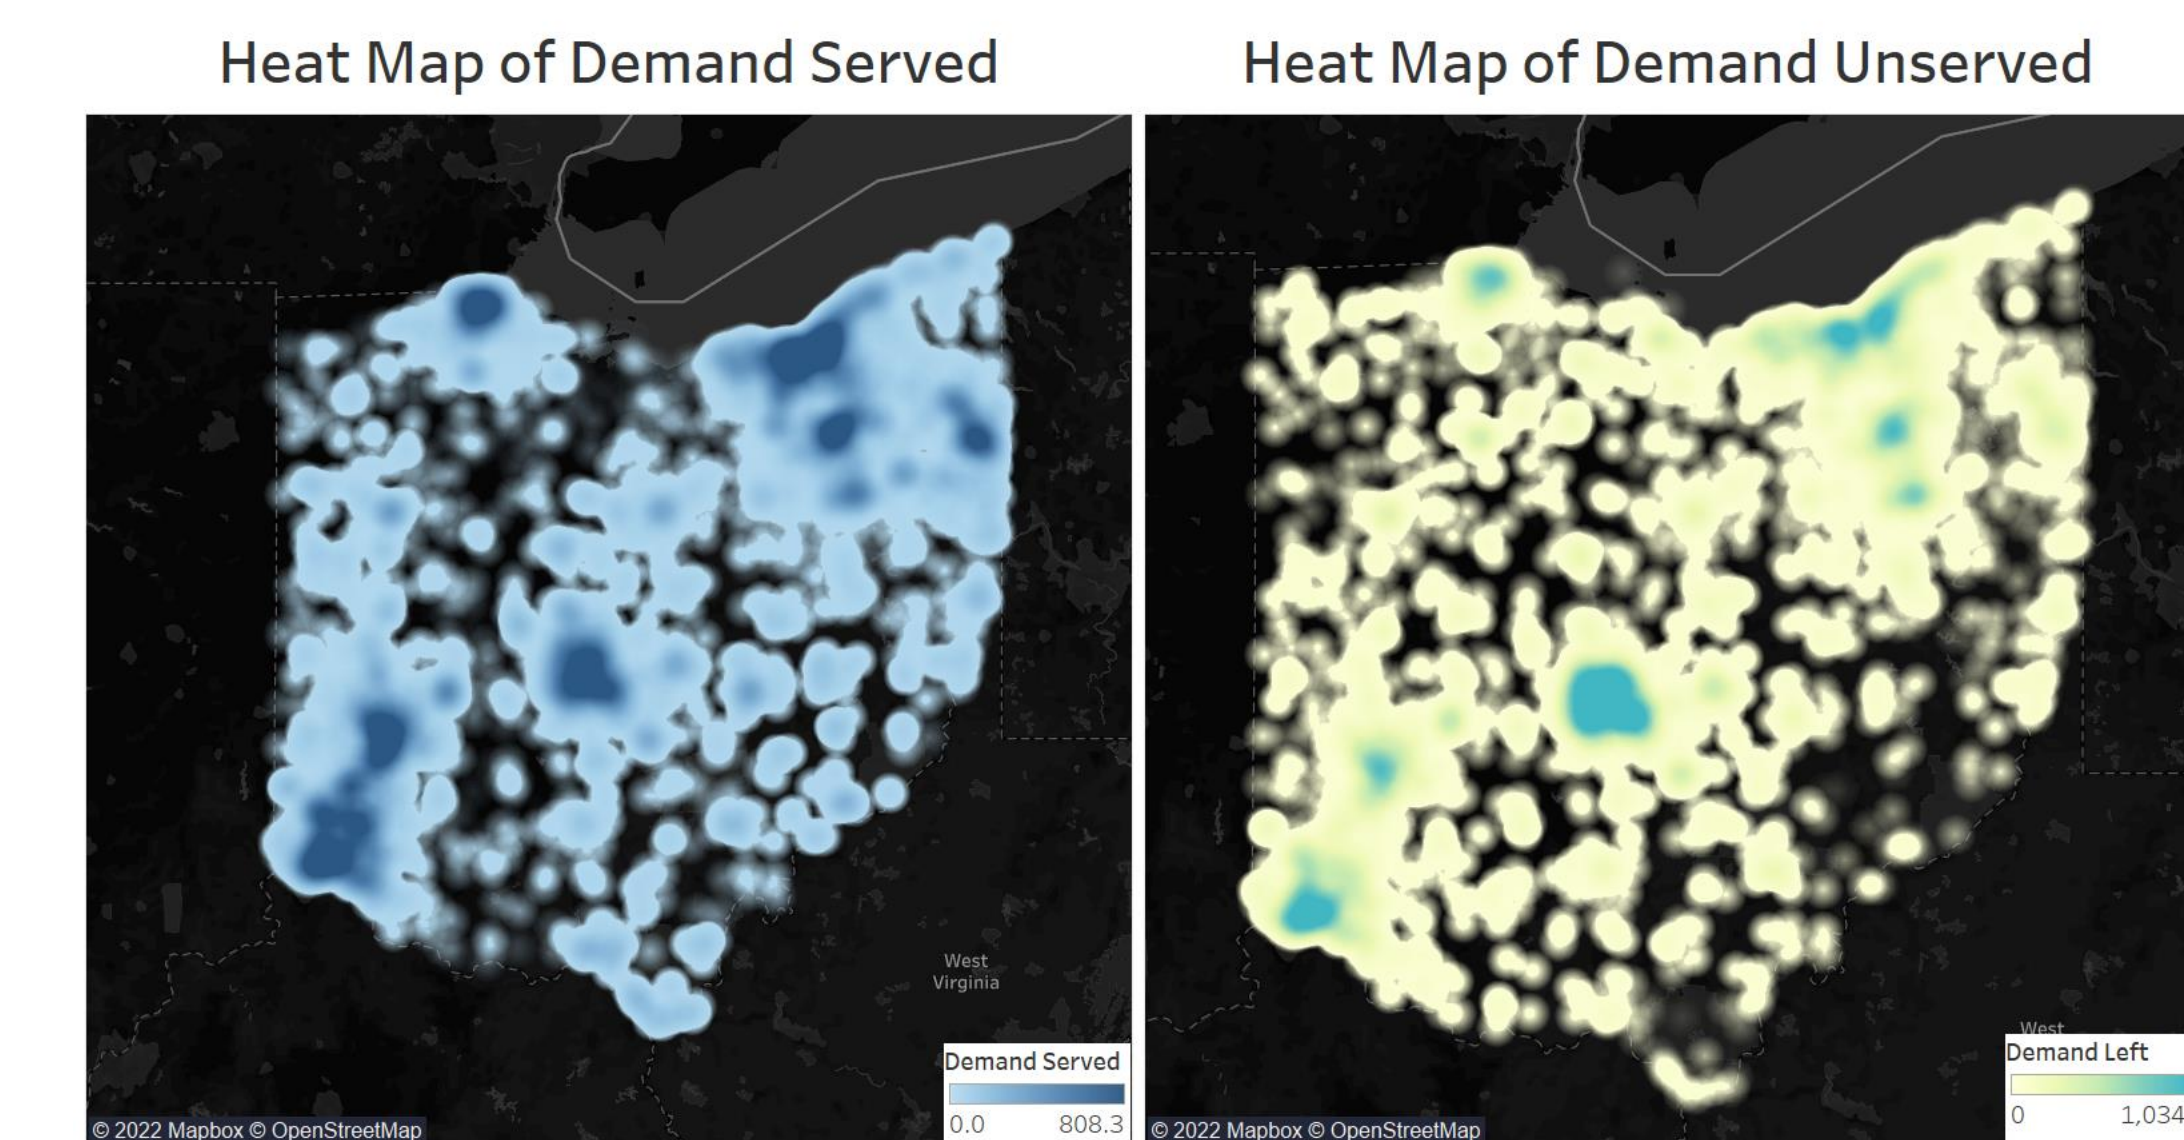 Heat Map of Demand Served
Heat Map of Demand Unserved
West
Virginia
Demand Served
0.0 808.3
© 2022 Mapbox © OpenStreetMap
West
Demand Left
0 1,034
© 2022 Mapbox © OpenStreetMap